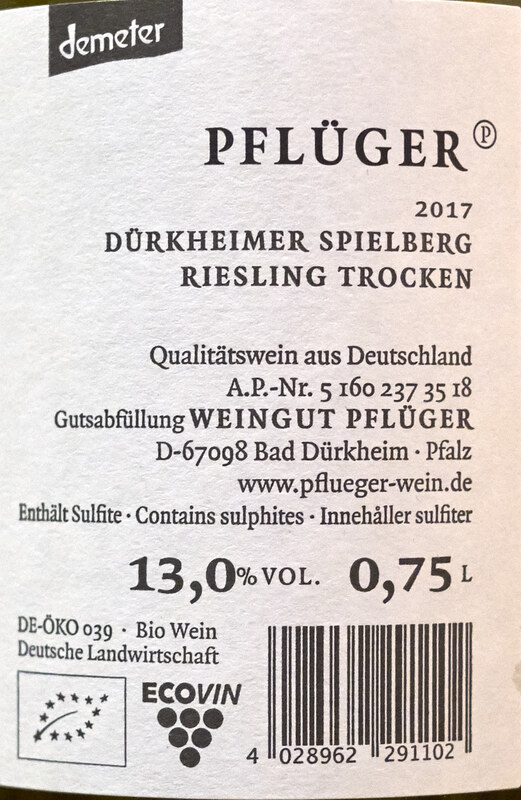 demeter
PFLÜGER Ⓟ
2017
DÜRKHEIMER SPIELBERG
RIESLING TROCKEN
Qualitätswein aus Deutschland
A.P.-Nr. 5 160 237 35 18
Gutsabfüllung WEINGUT PFLÜGER
D-67098 Bad Dürkheim · Pfalz
www.pflueger-wein.de
Enthält Sulfite · Contains sulphites · Innehåller sulfiter
13,0% VOL. 0,75 L
DE-ÖKO 039 · Bio Wein
Deutsche Landwirtschaft
ECOVIN
4 028962 291102